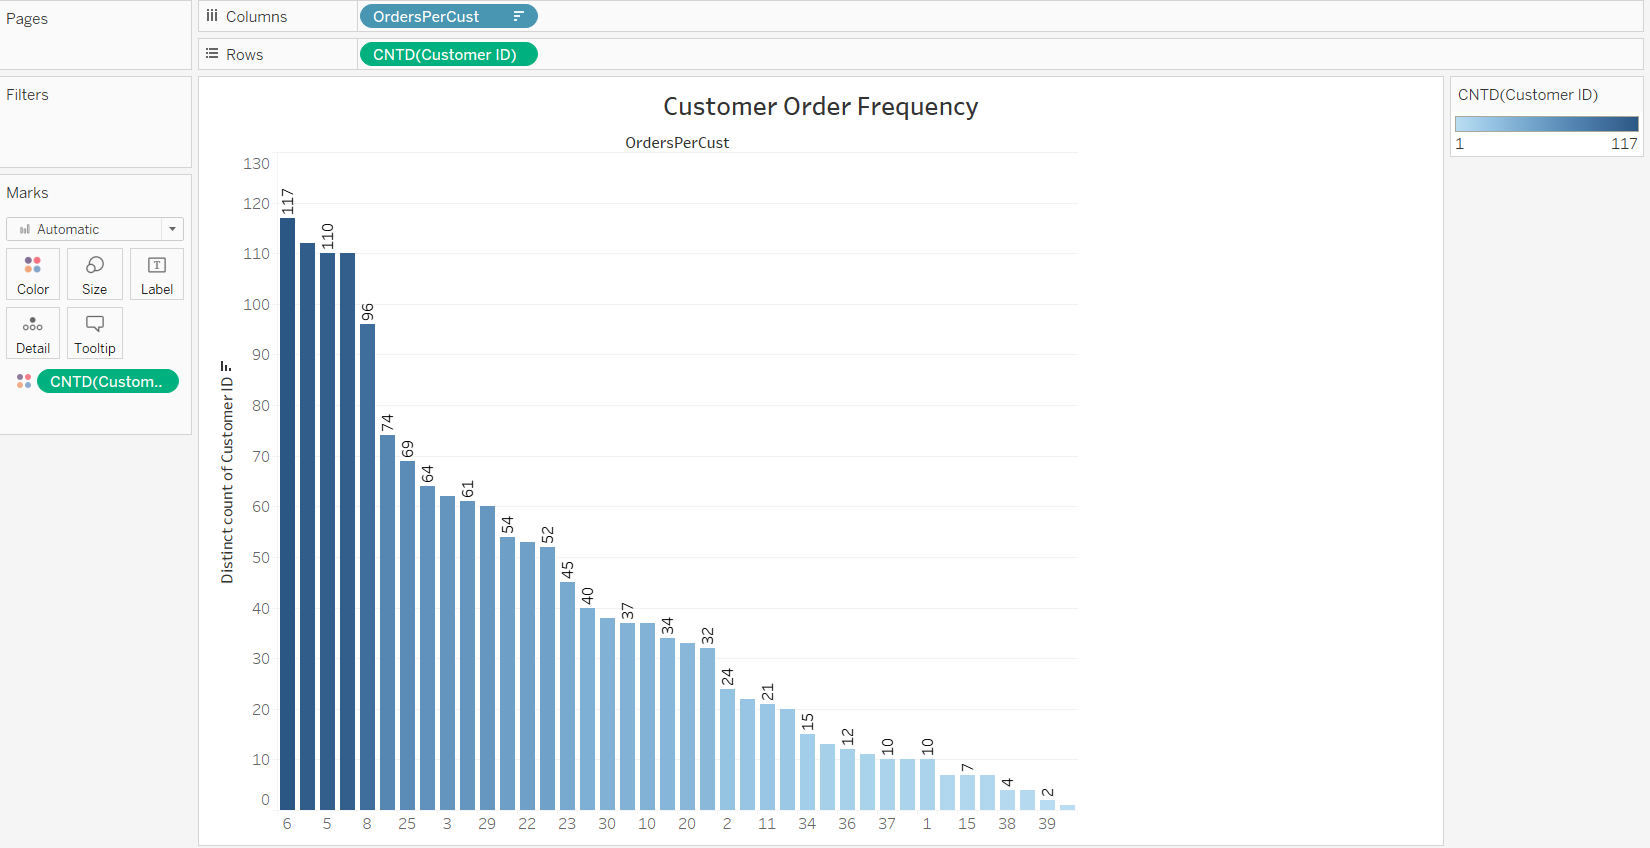 Pages
Columns
OrdersPerCust
Rows
CNTD(Customer ID)
Filters
Marks
Automatic
Color
Size
Label
Detail
Tooltip
CNTD(Custom..
Customer Order Frequency
OrdersPerCust
Distinct count of Customer ID
130
120
110
100
90
80
70
60
50
40
30
20
10
0
117
110
96
74
69
64
61
54
52
45
40
37
34
32
24
21
15
12
10
10
7
4
2
6 5 8 25 3 29 22 23 30 10 20 2 11 34 36 37 1 15 38 39
CNTD(Customer ID)
1 117